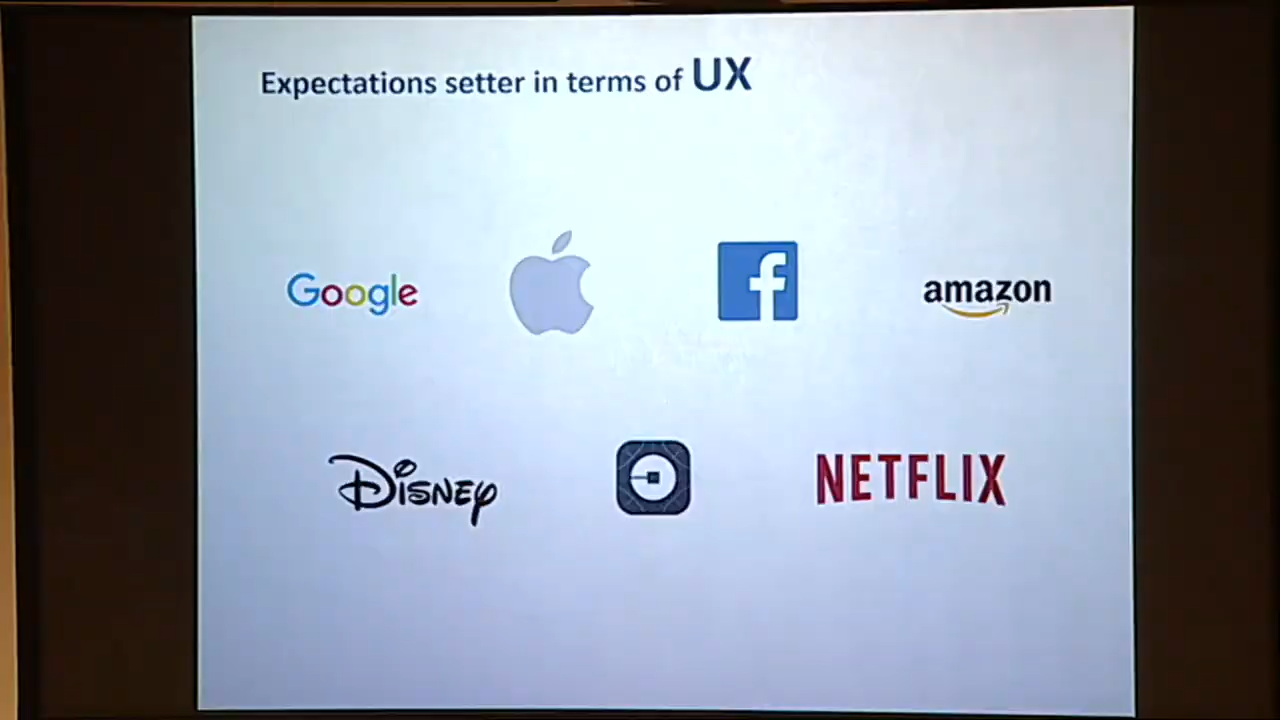 Expectations setter in terms of UX
Google
f
amazon
Disney
NETFLIX